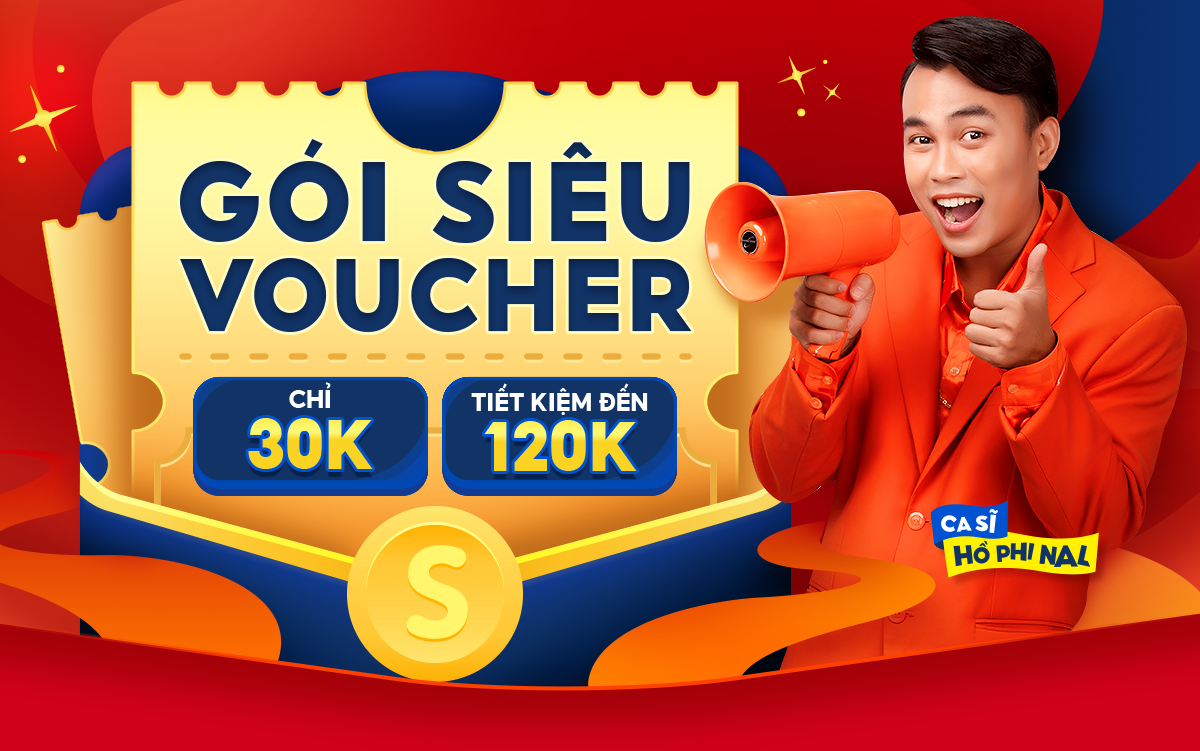 GÓI SIÊU
VOUCHER
CHỈ
30K
TIẾT KIỆM ĐẾN
120K
S
CA SĨ
HỒ PHI NAL